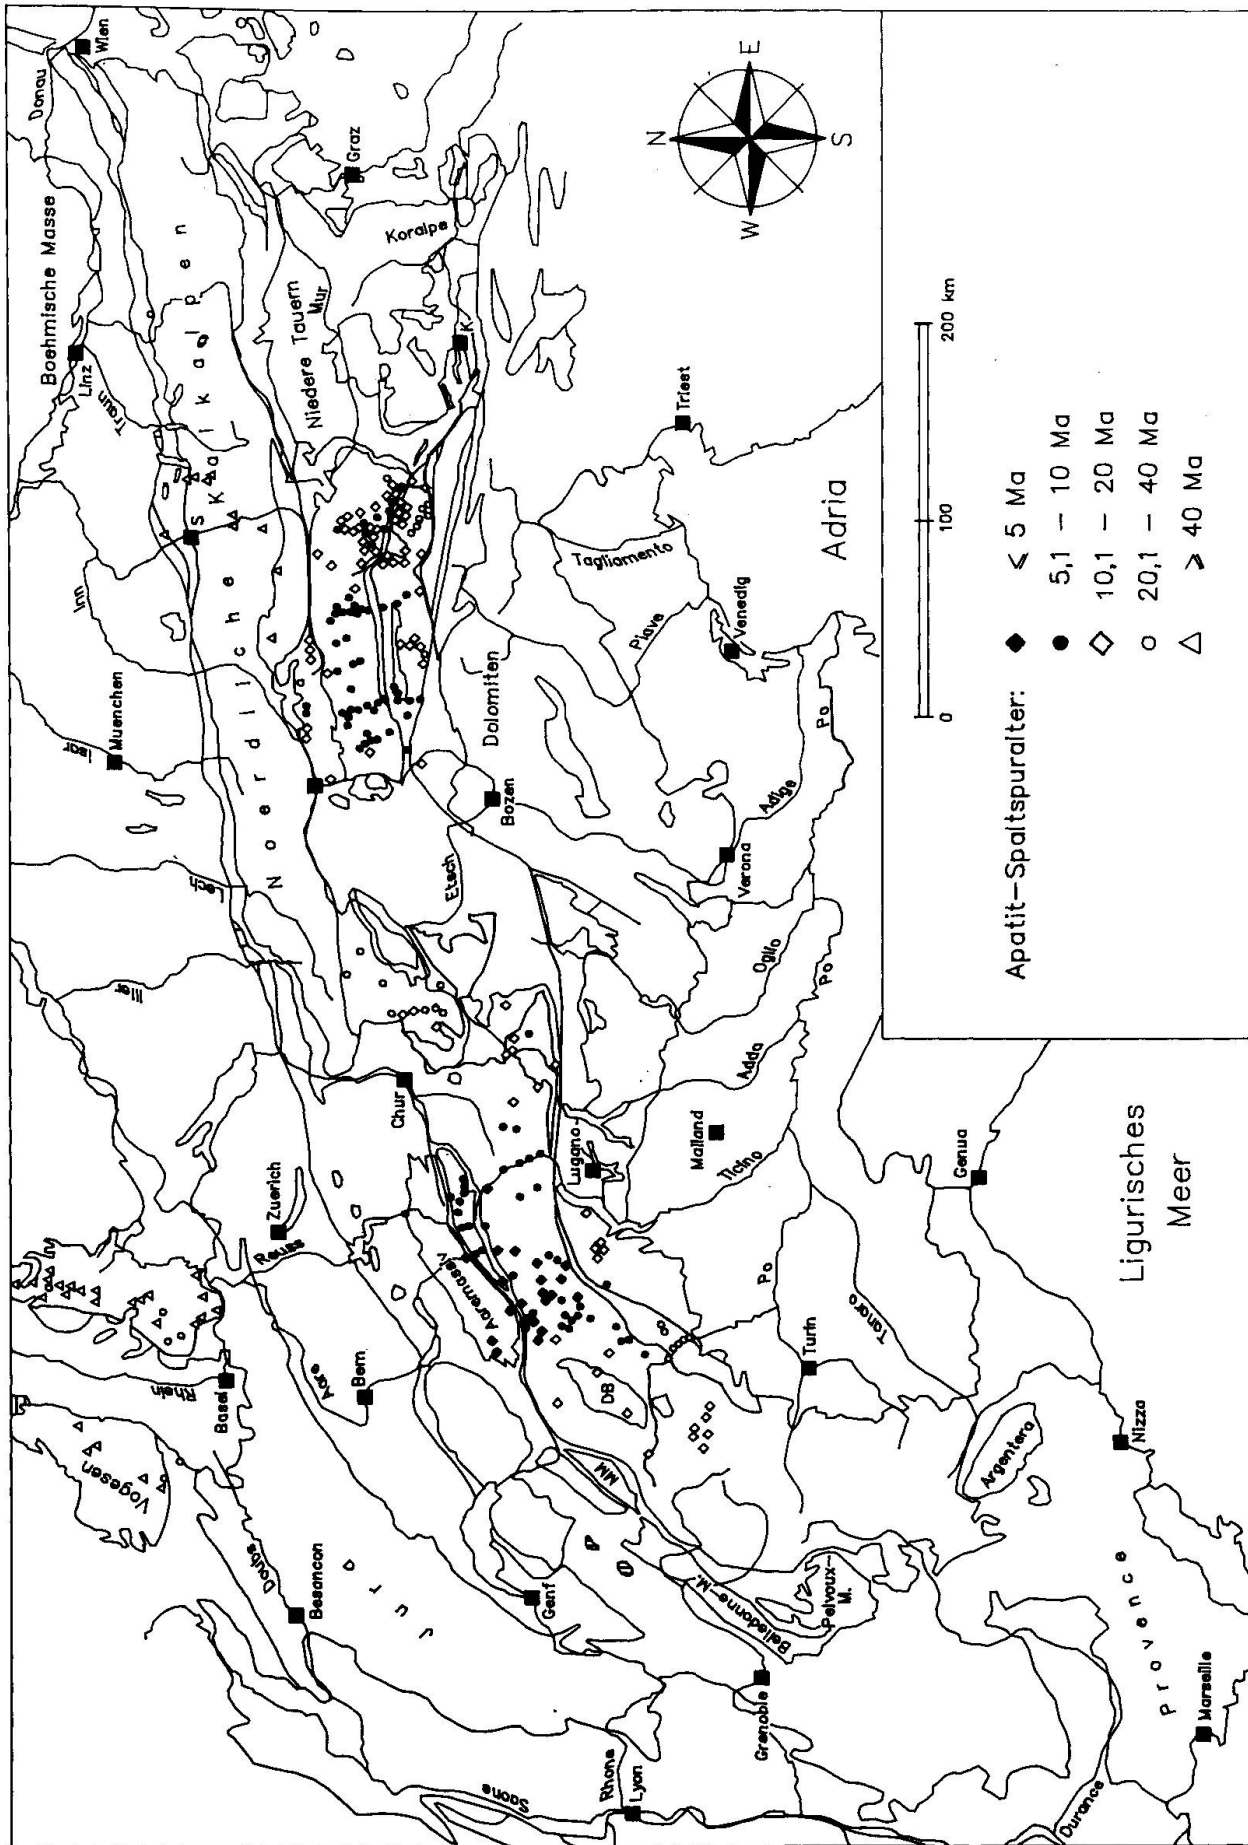 Donau
Wien
Boehmische Masse
Linz
Traun
Inn
Isar
Muenchen
Lech
Iller
S
Noerdliche Kalkalpen
Niedere Tauern
Mur
Graz
Koralpe
K
N
E
S
W
Zuerich
Reuss
Chur
Etsch
Bozen
Dolomiten
Tagliamento
Piave
Triest
Venedig
Adria
Rhein
Vogesen
Basel
Aare
Bern
Aaremassiv
Lugano
Mailand
Ticino
Adda
Oglio
Verona
Adige
Po
Po
Doubs
Besancon
Jura
Genf
DB
MM
Po
Turin
Tanaro
Genua
Ligurisches
Meer
Saone
Rhone
Lyon
Grenoble
Belledonne-M.
Pelvoux-
M.
Argentera
Nizza
Provence
Marseille
Durance
0 100 200 km
Apatit-Spaltspuralter:
⩽ 5 Ma
5,1 – 10 Ma
10,1 – 20 Ma
20,1 – 40 Ma
⩾ 40 Ma